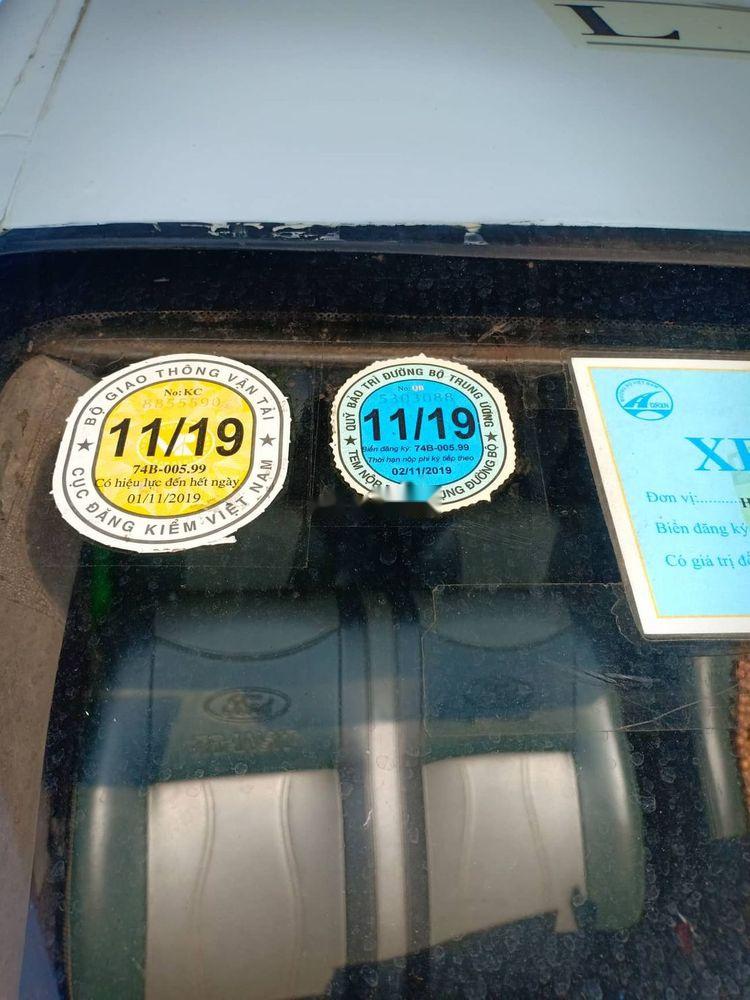 L
BỘ GIAO THÔNG VẬN TẢI
No: KC
11/19
74B-005.99
Có hiệu lực đến hết ngày
01/11/2019
CỤC ĐĂNG KIỂM VIỆT NAM
QUỸ BẢO TRÌ ĐƯỜNG BỘ TRUNG ƯƠNG
No: QB
5303088
11/19
Biển đăng ký: 74B-005.99
Thời hạn nộp phí kỳ tiếp theo
02/11/2019
TEM NỘP ĐƯỜNG BỘ
Đơn vị:
Biển đăng ký
Có giá trị